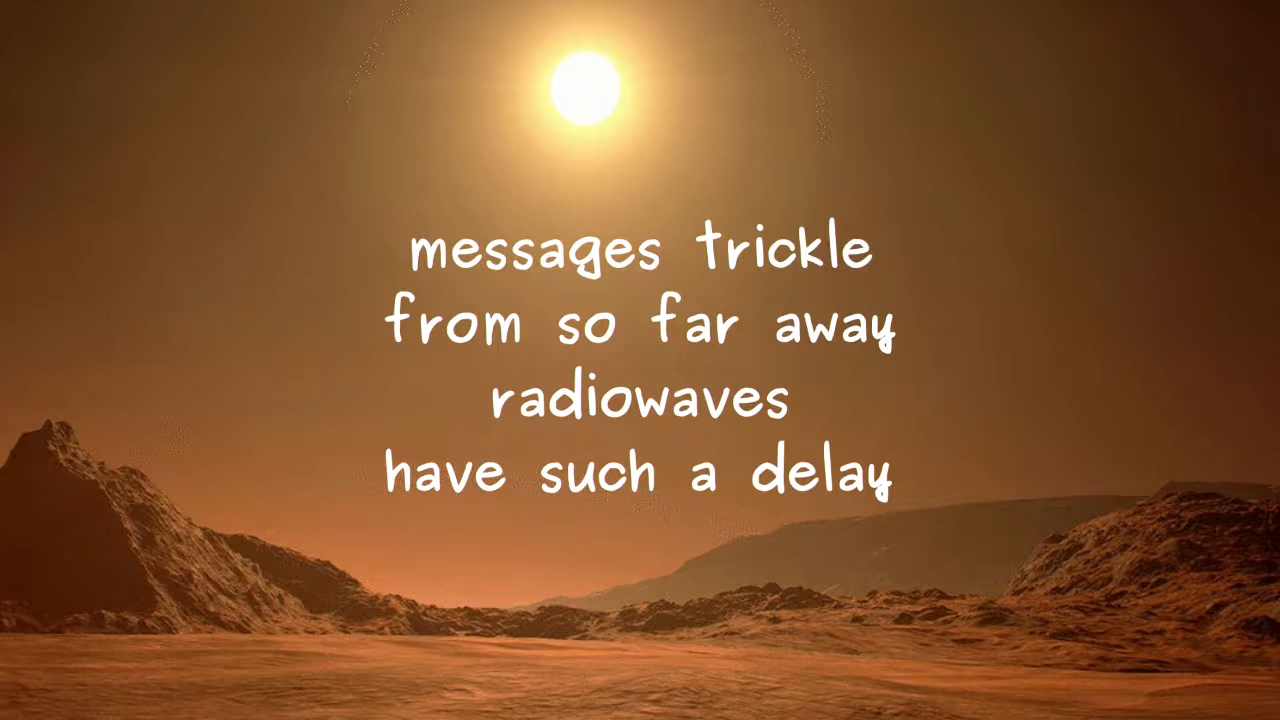 messages trickle
from so far away
radiowaves
have such a delay